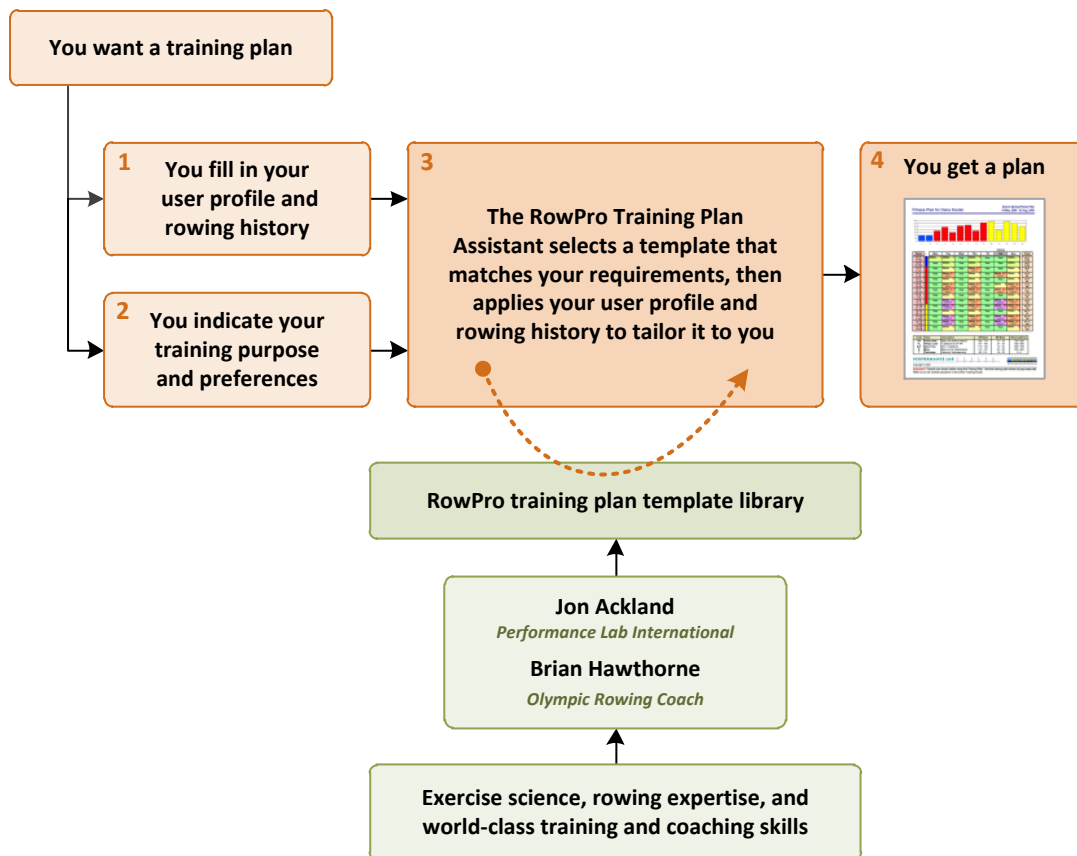 You want a training plan
1
You fill in your
user profile and
rowing history
2
You indicate your
training purpose
and preferences
3
The RowPro Training Plan
Assistant selects a template that
matches your requirements, then
applies your user profile and
rowing history to tailor it to you
4
You get a plan
RowPro training plan template library
Jon Ackland
Performance Lab International
Brian Hawthorne
Olympic Rowing Coach
Exercise science, rowing expertise, and
world-class training and coaching skills